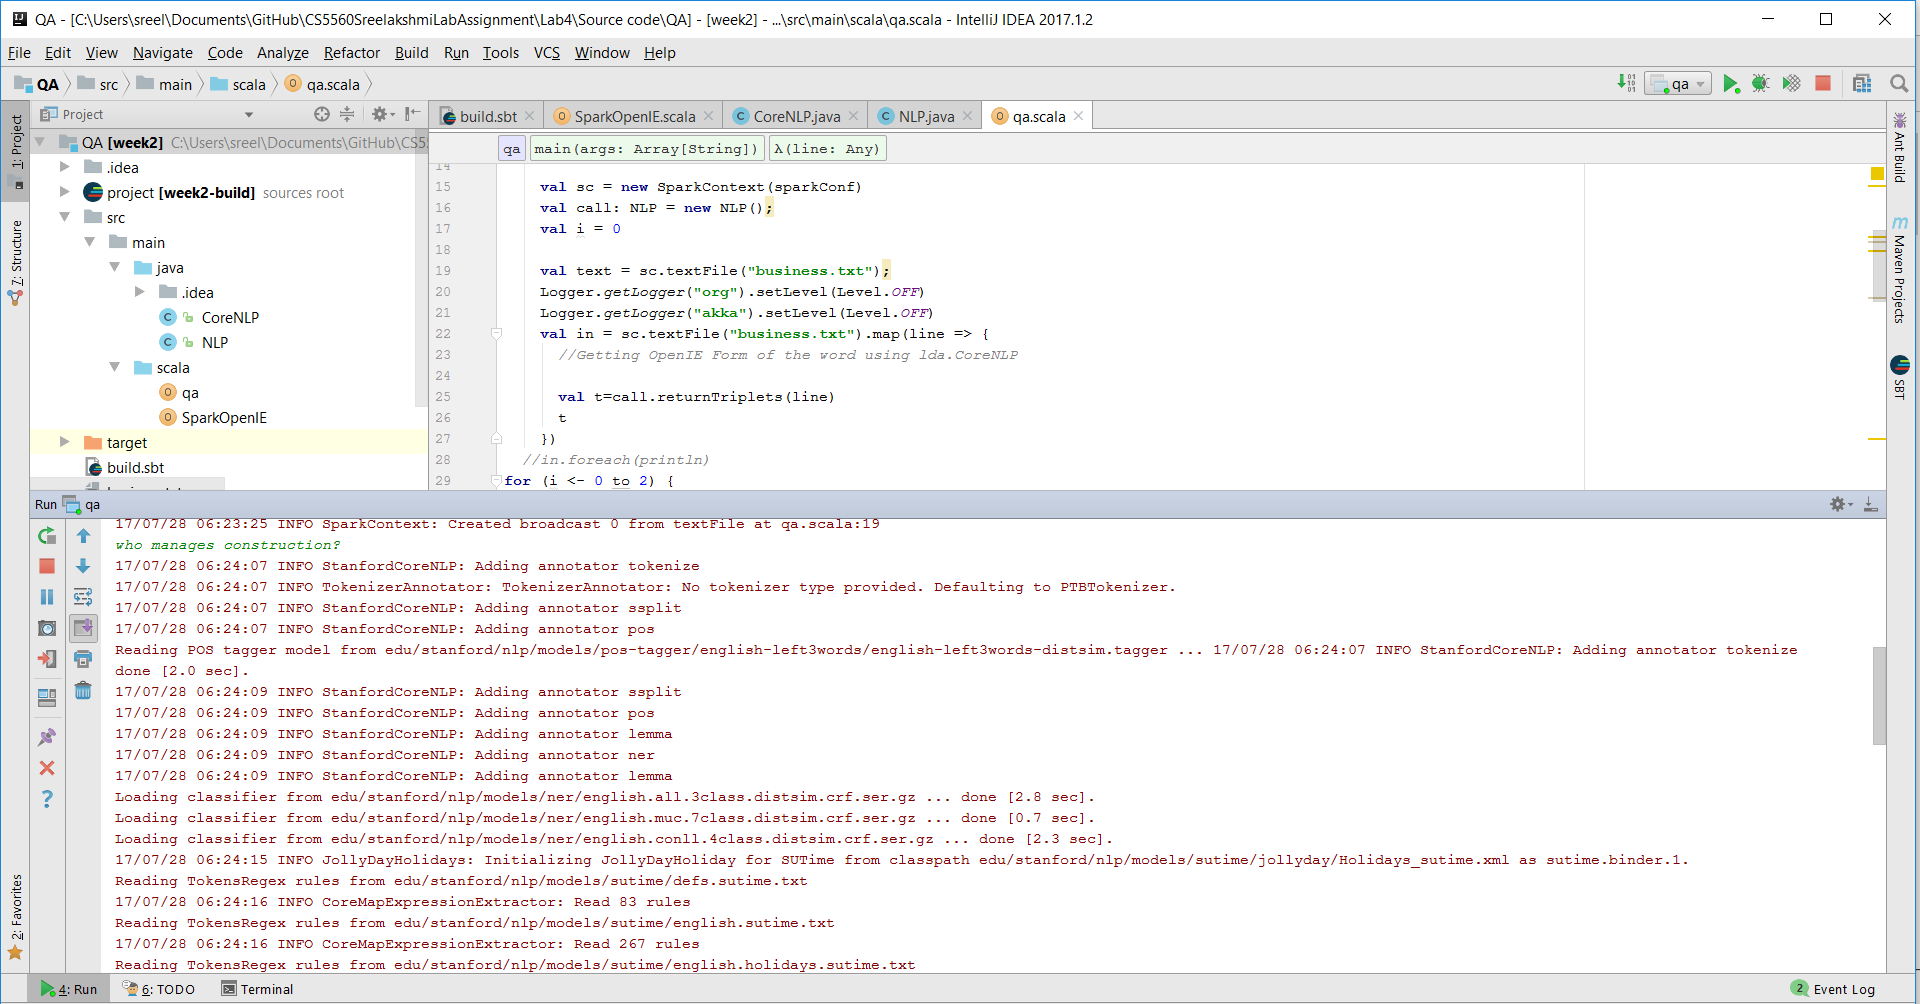 QA - [C:\Users\sreel\Documents\GitHub\CS5560SreelakshmiLabAssignment\Lab4\Source code\QA] - [week2] - ...\src\main\scala\qa.scala - IntelliJ IDEA 2017.1.2
File Edit View Navigate Code Analyze Refactor Build Run Tools VCS Window Help
QA src main scala qa.scala
qa
Project
build.sbt SparkOpenIE.scala CoreNLP.java NLP.java qa.scala
1: Project
7: Structure
2: Favorites
QA [week2] C:\Users\sreel\Documents\GitHub\CS5
.idea
project [week2-build] sources root
src
main
java
.idea
CoreNLP
NLP
scala
qa
SparkOpenIE
target
build.sbt
qa main(args: Array[String]) λ(line: Any)
14
15 val sc = new SparkContext(sparkConf)
16 val call: NLP = new NLP();
17 val i = 0
18
19 val text = sc.textFile("business.txt");
20 Logger.getLogger("org").setLevel(Level.OFF)
21 Logger.getLogger("akka").setLevel(Level.OFF)
22 val in = sc.textFile("business.txt").map(line => {
23 //Getting OpenIE Form of the word using lda.CoreNLP
24
25 val t=call.returnTriplets(line)
26 t
27 })
28 //in.foreach(println)
29 for (i <- 0 to 2) {
Ant Build
Maven Projects
SBT
Run qa
17/07/28 06:23:25 INFO SparkContext: Created broadcast 0 from textFile at qa.scala:19
who manages construction?
17/07/28 06:24:07 INFO StanfordCoreNLP: Adding annotator tokenize
17/07/28 06:24:07 INFO TokenizerAnnotator: TokenizerAnnotator: No tokenizer type provided. Defaulting to PTBTokenizer.
17/07/28 06:24:07 INFO StanfordCoreNLP: Adding annotator ssplit
17/07/28 06:24:07 INFO StanfordCoreNLP: Adding annotator pos
Reading POS tagger model from edu/stanford/nlp/models/pos-tagger/english-left3words/english-left3words-distsim.tagger ... 17/07/28 06:24:07 INFO StanfordCoreNLP: Adding annotator tokenize
done [2.0 sec].
17/07/28 06:24:09 INFO StanfordCoreNLP: Adding annotator ssplit
17/07/28 06:24:09 INFO StanfordCoreNLP: Adding annotator pos
17/07/28 06:24:09 INFO StanfordCoreNLP: Adding annotator lemma
17/07/28 06:24:09 INFO StanfordCoreNLP: Adding annotator ner
17/07/28 06:24:09 INFO StanfordCoreNLP: Adding annotator lemma
Loading classifier from edu/stanford/nlp/models/ner/english.all.3class.distsim.crf.ser.gz ... done [2.8 sec].
Loading classifier from edu/stanford/nlp/models/ner/english.muc.7class.distsim.crf.ser.gz ... done [0.7 sec].
Loading classifier from edu/stanford/nlp/models/ner/english.conll.4class.distsim.crf.ser.gz ... done [2.3 sec].
17/07/28 06:24:15 INFO JollyDayHolidays: Initializing JollyDayHoliday for SUTime from classpath edu/stanford/nlp/models/sutime/jollyday/Holidays_sutime.xml as sutime.binder.1.
Reading TokensRegex rules from edu/stanford/nlp/models/sutime/defs.sutime.txt
17/07/28 06:24:16 INFO CoreMapExpressionExtractor: Read 83 rules
Reading TokensRegex rules from edu/stanford/nlp/models/sutime/english.sutime.txt
17/07/28 06:24:16 INFO CoreMapExpressionExtractor: Read 267 rules
Reading TokensRegex rules from edu/stanford/nlp/models/sutime/english.holidays.sutime.txt
4: Run 6: TODO Terminal 2 Event Log